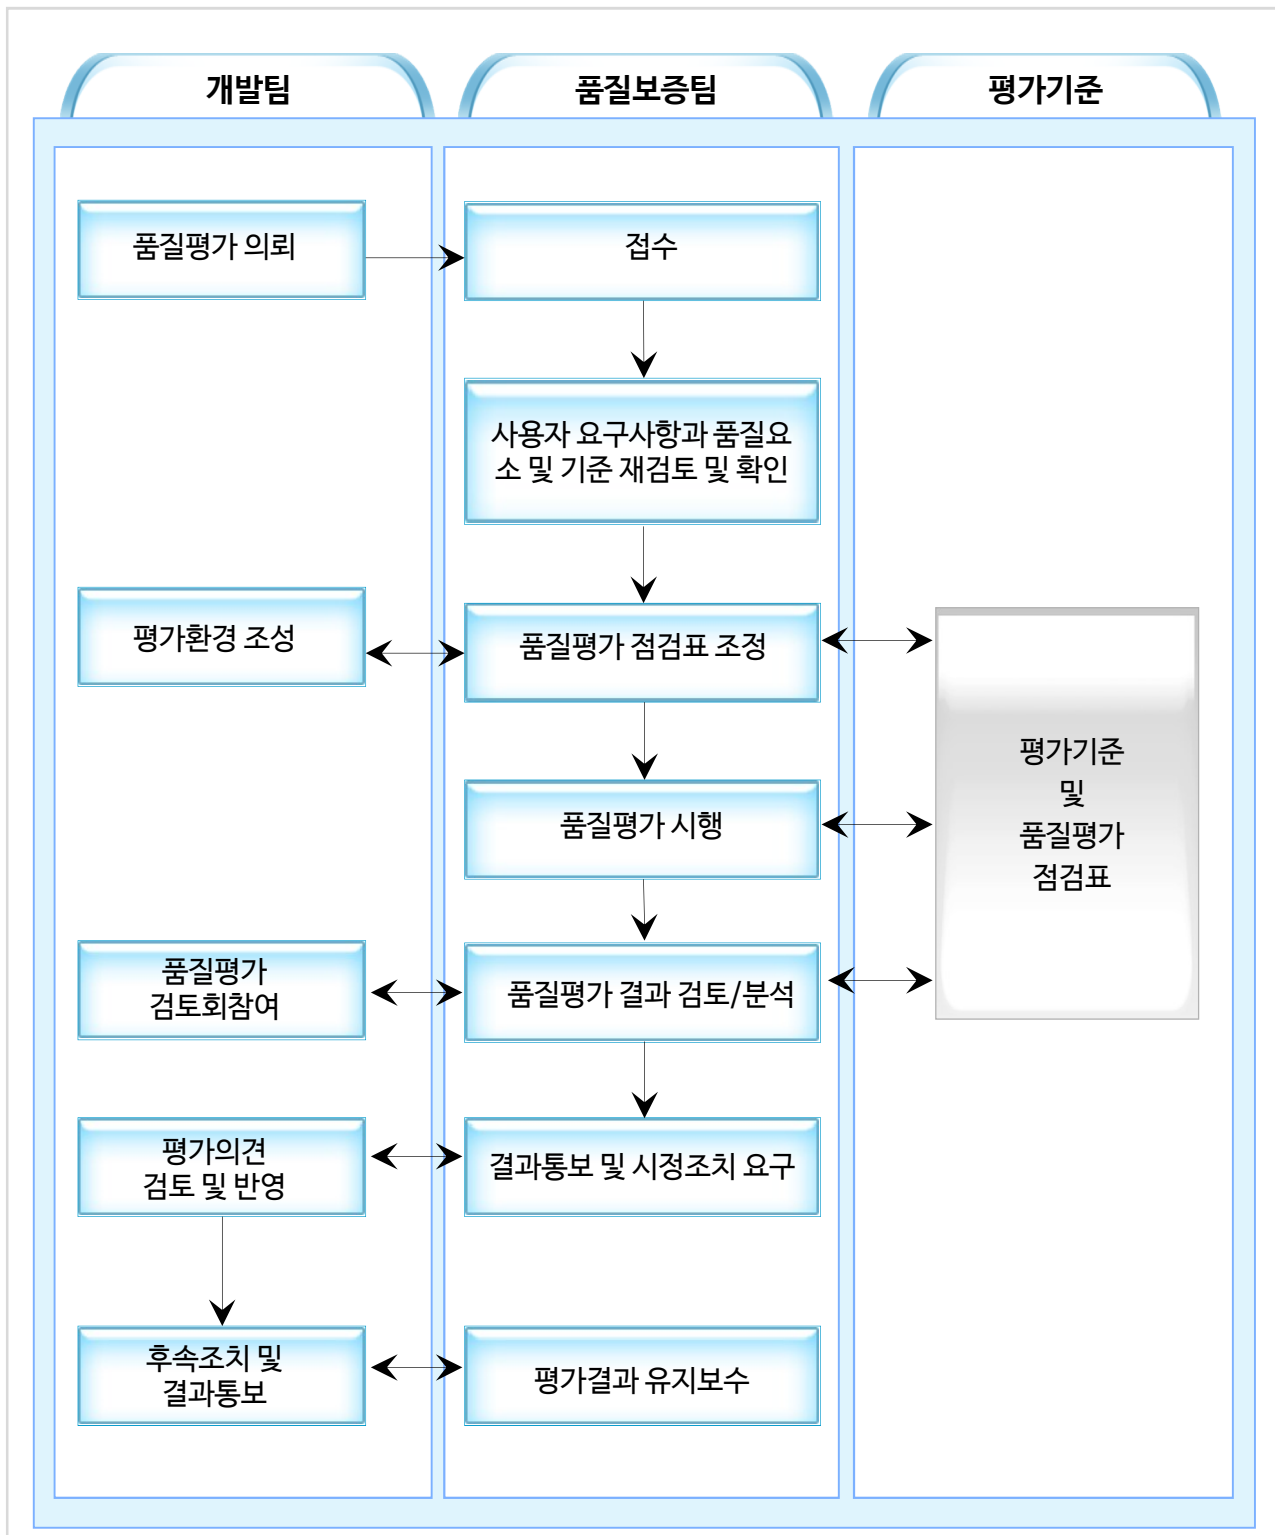 개발팀
품질보증팀
평가기준
품질평가 의뢰
접수
사용자 요구사항과 품질요
소 및 기준 재검토 및 확인
평가환경 조성
품질평가 점검표 조정
품질평가 시행
평가기준
및
품질평가
점검표
품질평가
검토회참여
품질평가 결과 검토/분석
평가의견
검토 및 반영
결과통보 및 시정조치 요구
후속조치 및
결과통보
평가결과 유지보수